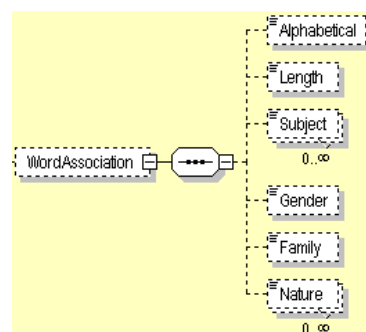 Alphabetical
Length
Subject
0..∞
WordAssociation
Gender
Family
Nature
0..∞